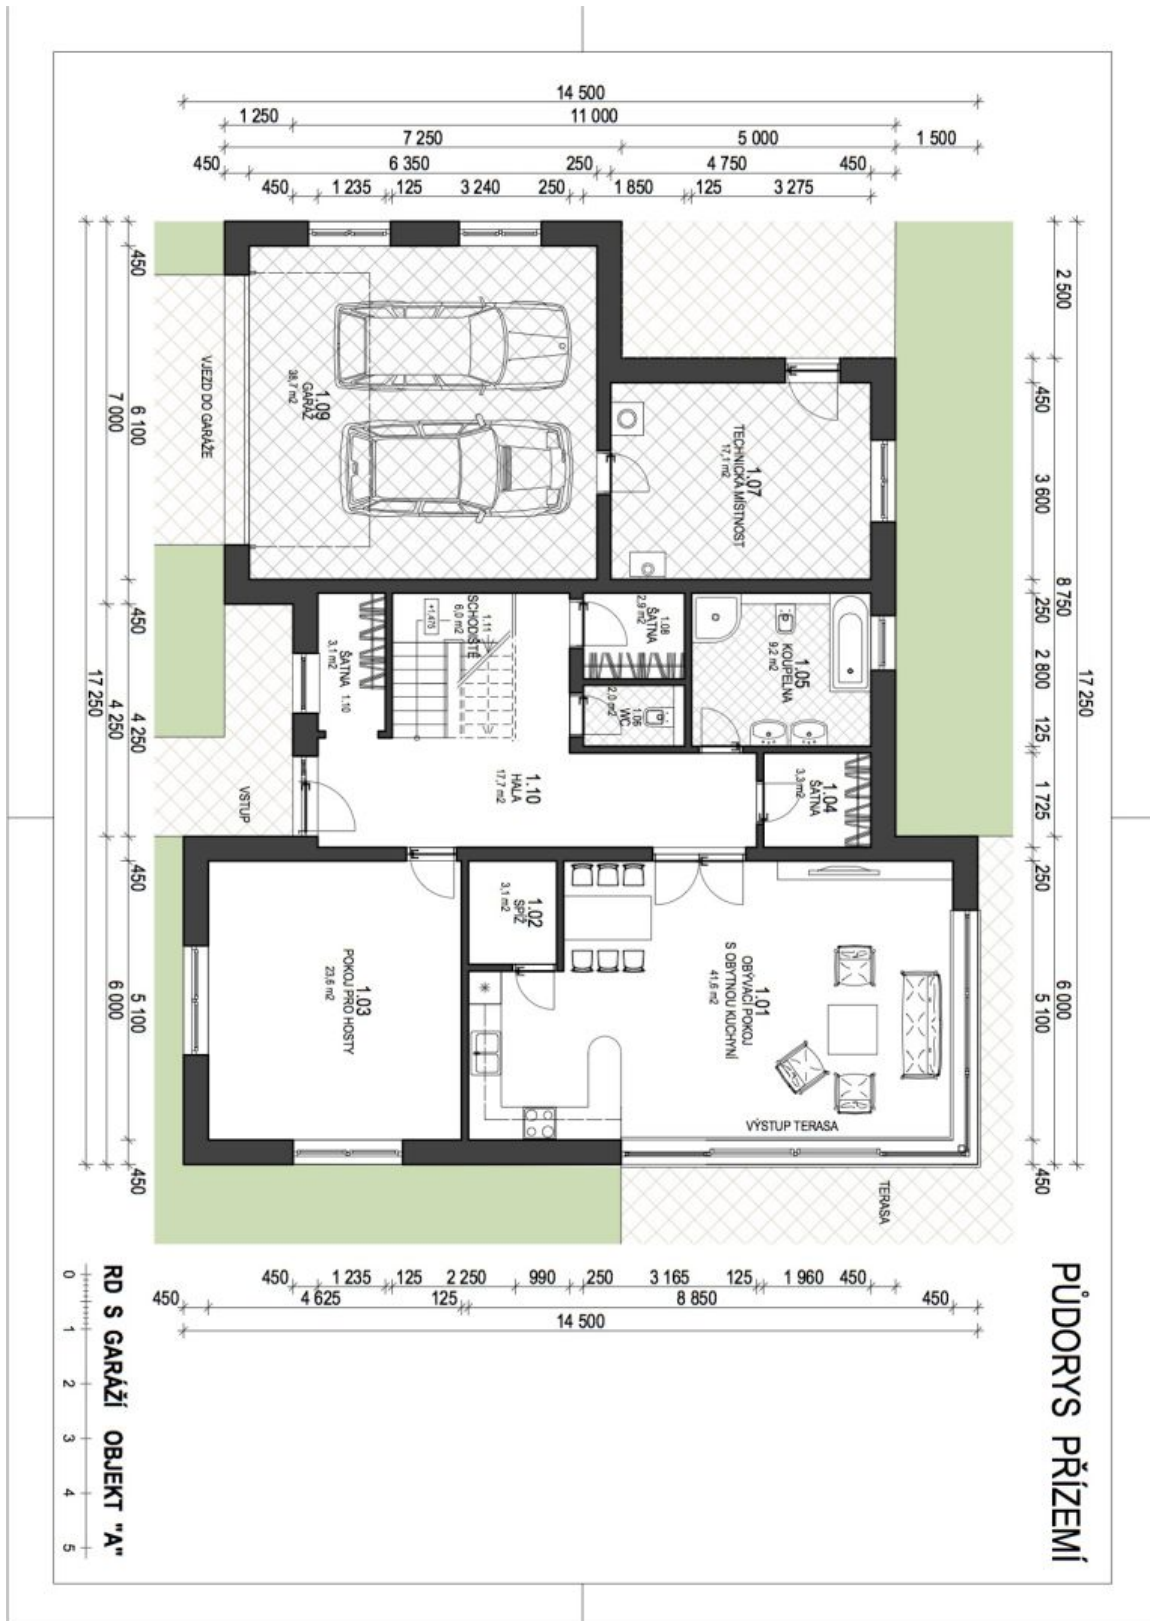 14 500
1 250
11 000
7 250
5 000
1 500
450
6 350
250
4 750
450
450
1 235
125
3 240
250
1 850
125
3 275
17 250
7 000
4 250
6 000
450
6 100
450
4 250
450
5 100
450
17 250
2 500
8 750
6 000
450
3 600
250
2 800
125
1 725
250
5 100
450
VJEZD DO GARÁŽE
1.09
GARÁŽ
38,7 m2
1.07
TECHNICKÁ MÍSTNOST
17,1 m2
1.11
SCHODIŠTĚ
6,0 m2
+1,475
1.08
ŠATNA
2,9 m2
1.05
KOUPELNA
9,2 m2
1.10
ŠATNA
3,1 m2
1.06
WC
2,0 m2
VSTUP
1.10
HALA
17,7 m2
1.04
ŠATNA
3,3 m2
1.03
POKOJ PRO HOSTY
23,6 m2
1.02
SPÍŽ
3,1 m2
1.01
OBÝVACÍ POKOJ
S OBYTNOU KUCHYNÍ
41,6 m2
VÝSTUP TERASA
TERASA
450
1 235
125
2 250
990
250
3 165
125
1 960
450
450
4 625
125
8 850
450
14 500
PŮDORYS PŘÍZEMÍ
RD S GARÁŽÍ OBJEKT "A"
0 1 2 3 4 5